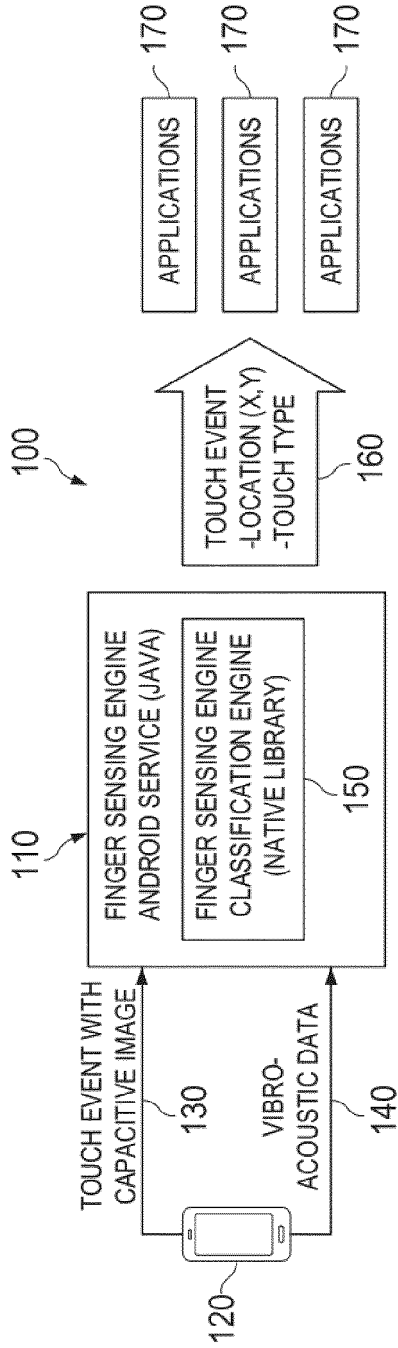 100
110
FINGER SENSING ENGINE
ANDROID SERVICE (JAVA)
FINGER SENSING ENGINE
CLASSIFICATION ENGINE
(NATIVE LIBRARY)
150
TOUCH EVENT WITH
CAPACITIVE IMAGE
130
VIBRO-
ACOUSTIC DATA
140
120
TOUCH EVENT
-LOCATION (X,Y)
-TOUCH TYPE
160
APPLICATIONS
170
APPLICATIONS
170
APPLICATIONS
170